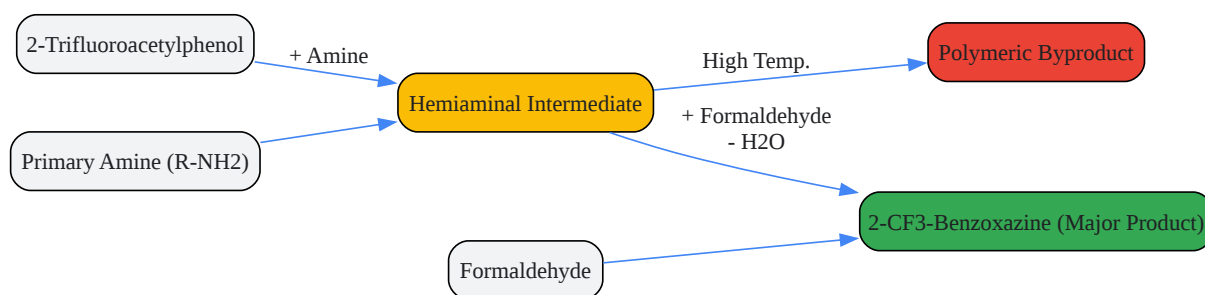 2-Trifluoroacetylphenol
+ Amine
Primary Amine (R-NH2)
Hemiaminal Intermediate
High Temp.
Polymeric Byproduct
+ Formaldehyde
- H2O
2-CF3-Benzoxazine (Major Product)
Formaldehyde